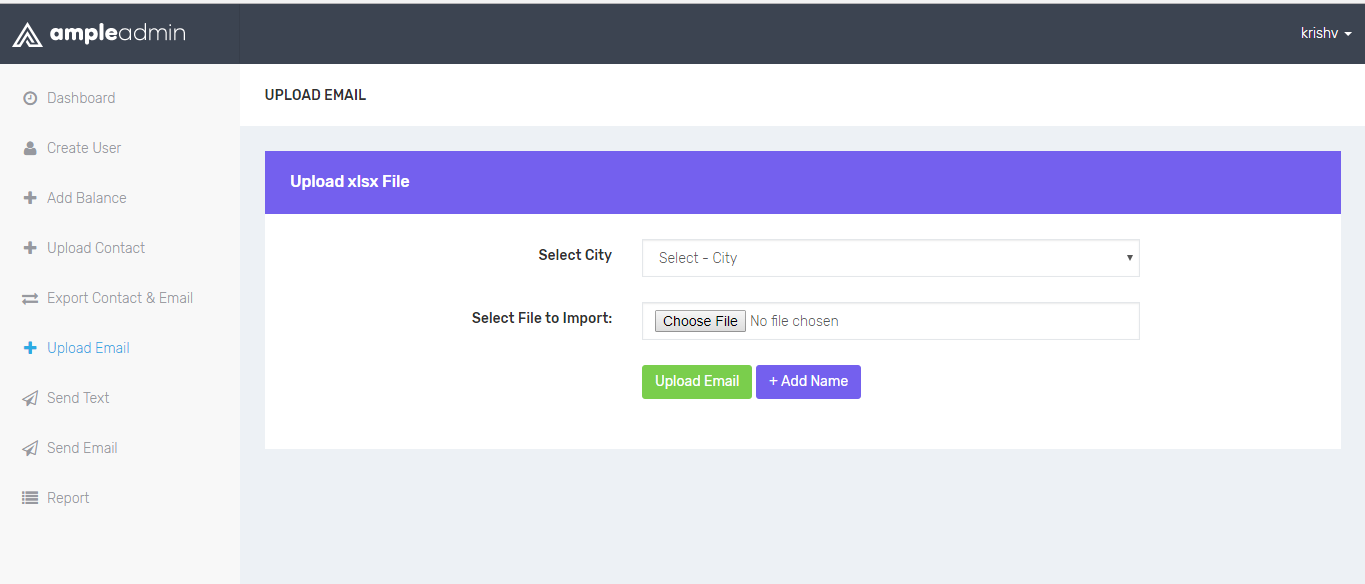 ampleadmin
krishv
Dashboard
Create User
Add Balance
Upload Contact
Export Contact & Email
Upload Email
Send Text
Send Email
Report
UPLOAD EMAIL
Upload xlsx File
Select City
Select - City
Select File to Import:
Choose File No file chosen
Upload Email
+ Add Name